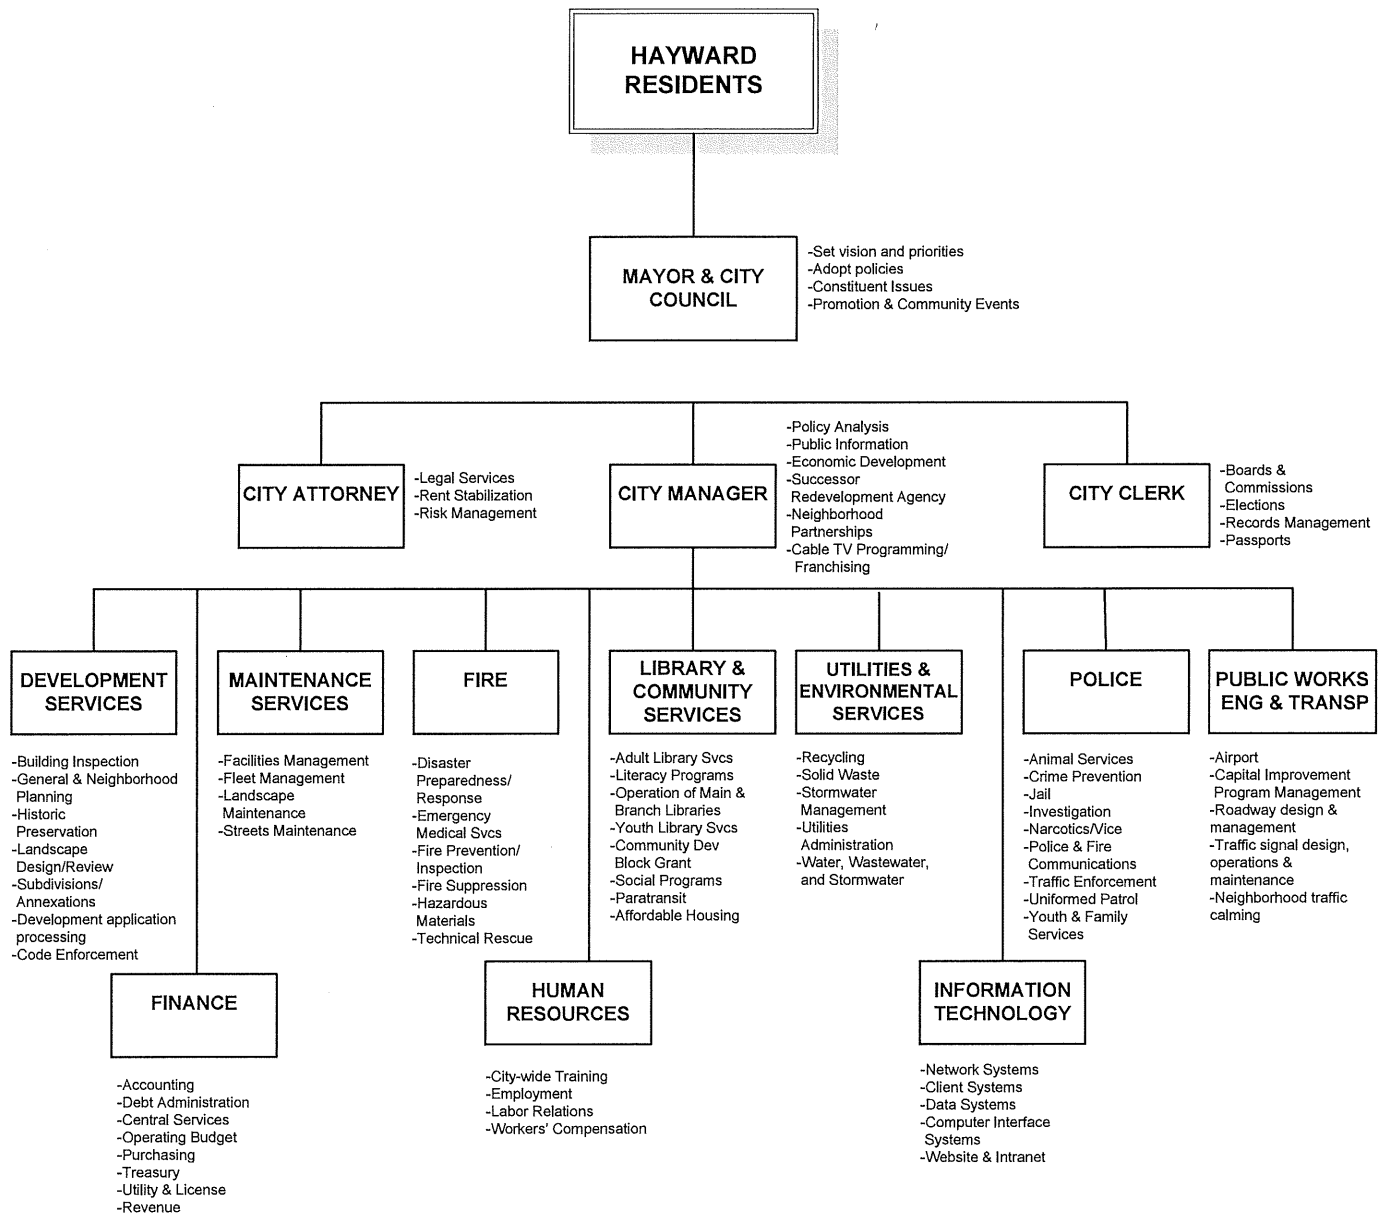 HAYWARD
RESIDENTS
MAYOR & CITY
COUNCIL
-Set vision and priorities
-Adopt policies
-Constituent Issues
-Promotion & Community Events
CITY ATTORNEY
-Legal Services
-Rent Stabilization
-Risk Management
CITY MANAGER
-Policy Analysis
-Public Information
-Economic Development
-Successor
Redevelopment Agency
-Neighborhood
Partnerships
-Cable TV Programming/
Franchising
CITY CLERK
-Boards &
Commissions
-Elections
-Records Management
-Passports
DEVELOPMENT
SERVICES
-Building Inspection
-General & Neighborhood
Planning
-Historic
Preservation
-Landscape
Design/Review
-Subdivisions/
Annexations
-Development application
processing
-Code Enforcement
MAINTENANCE
SERVICES
-Facilities Management
-Fleet Management
-Landscape
Maintenance
-Streets Maintenance
FIRE
-Disaster
Preparedness/
Response
-Emergency
Medical Svcs
-Fire Prevention/
Inspection
-Fire Suppression
-Hazardous
Materials
-Technical Rescue
LIBRARY &
COMMUNITY
SERVICES
-Adult Library Svcs
-Literacy Programs
-Operation of Main &
Branch Libraries
-Youth Library Svcs
-Community Dev
Block Grant
-Social Programs
-Paratransit
-Affordable Housing
UTILITIES &
ENVIRONMENTAL
SERVICES
-Recycling
-Solid Waste
-Stormwater
Management
-Utilities
Administration
-Water, Wastewater,
and Stormwater
POLICE
-Animal Services
-Crime Prevention
-Jail
-Investigation
-Narcotics/Vice
-Police & Fire
Communications
-Traffic Enforcement
-Uniformed Patrol
-Youth & Family
Services
PUBLIC WORKS
ENG & TRANSP
-Airport
-Capital Improvement
Program Management
-Roadway design &
management
-Traffic signal design,
operations &
maintenance
-Neighborhood traffic
calming
FINANCE
-Accounting
-Debt Administration
-Central Services
-Operating Budget
-Purchasing
-Treasury
-Utility & License
-Revenue
HUMAN
RESOURCES
-City-wide Training
-Employment
-Labor Relations
-Workers' Compensation
INFORMATION
TECHNOLOGY
-Network Systems
-Client Systems
-Data Systems
-Computer Interface
Systems
-Website & Intranet